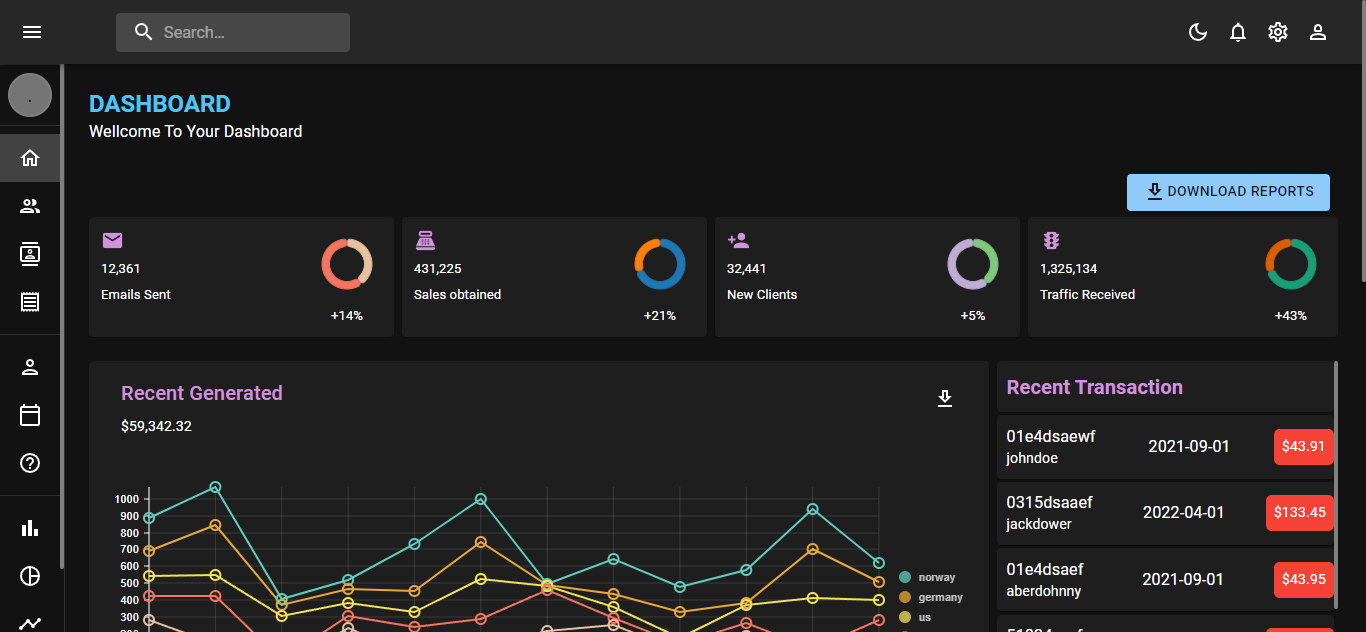 Search...
.
DASHBOARD
Wellcome To Your Dashboard
DOWNLOAD REPORTS
12,361
Emails Sent
+14%
431,225
Sales obtained
+21%
32,441
New Clients
+5%
1,325,134
Traffic Received
+43%
Recent Generated
$59,342.32
1000
900
800
700
600
500
400
300
200
norway
germany
us
Recent Transaction
01e4dsaewf
johndoe
2021-09-01
$43.91
0315dsaaef
jackdower
2022-04-01
$133.45
01e4dsaef
aberdohnny
2021-09-01
$43.95